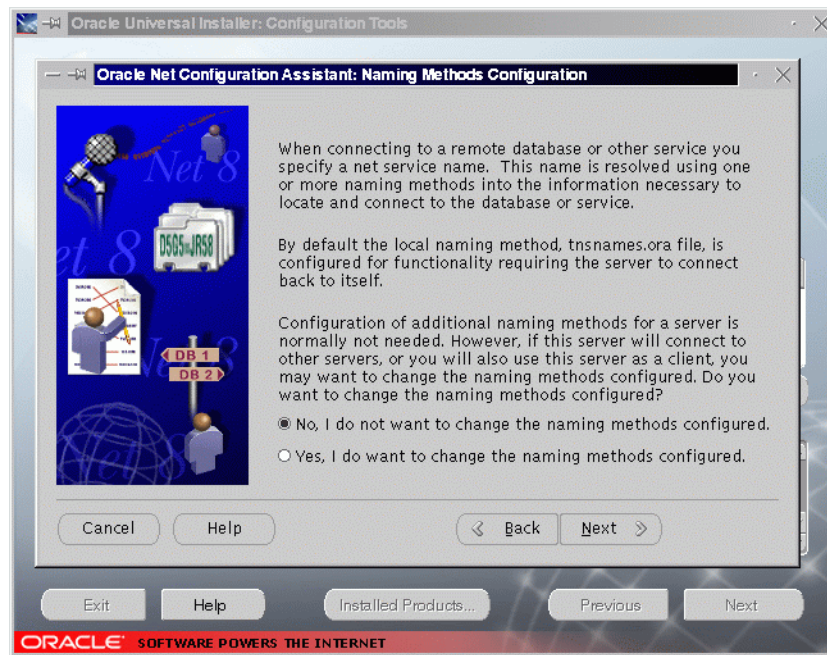 Oracle Universal Installer: Configuration Tools
Oracle Net Configuration Assistant: Naming Methods Configuration
Net 8
et 8
D5G5 JR58
DB 1
DB 2
Net 8
When connecting to a remote database or other service you
specify a net service name. This name is resolved using one
or more naming methods into the information necessary to
locate and connect to the database or service.
By default the local naming method, tnsnames.ora file, is
configured for functionality requiring the server to connect
back to itself.
Configuration of additional naming methods for a server is
normally not needed. However, if this server will connect to
other servers, or you will also use this server as a client, you
may want to change the naming methods configured. Do you
want to change the naming methods configured?
No, I do not want to change the naming methods configured.
Yes, I do want to change the naming methods configured.
Cancel Help Back Next
Exit Help Installed Products... Previous Next
ORACLE SOFTWARE POWERS THE INTERNET